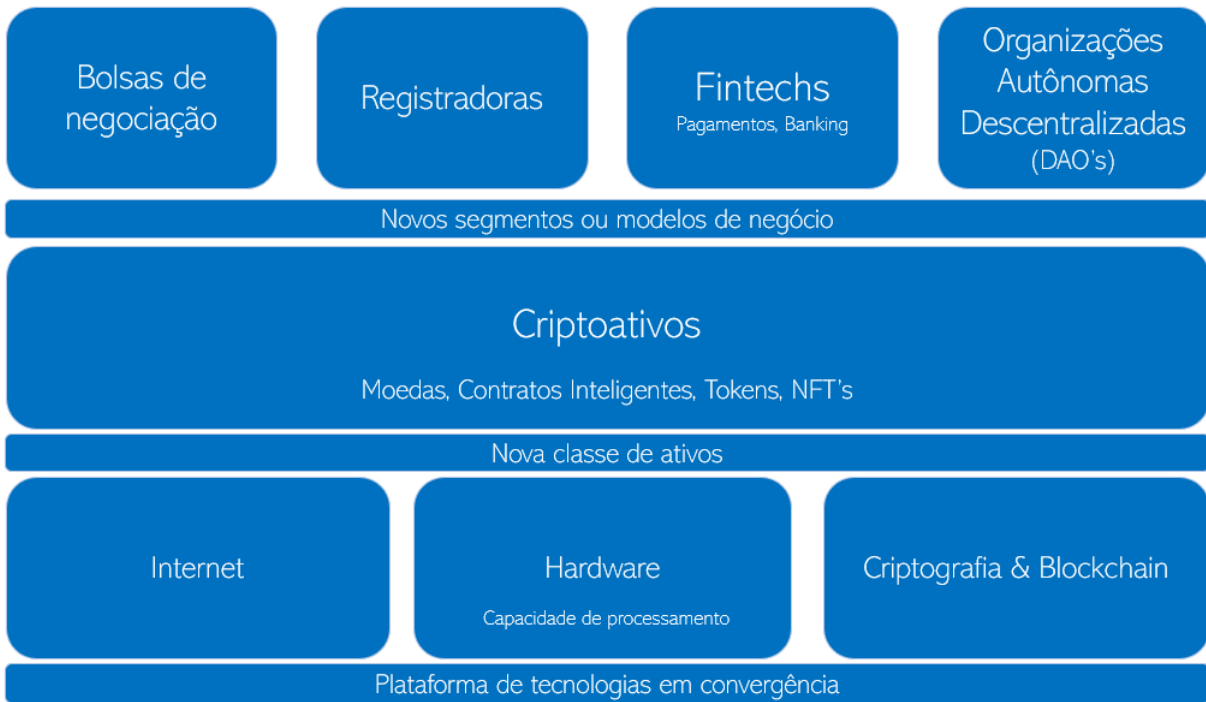 Bolsas de
negociação
Registradoras
Fintechs
Pagamentos, Banking
Organizações
Autônomas
Descentralizadas
(DAO's)
Novos segmentos ou modelos de negócio
Criptoativos
Moedas, Contratos Inteligentes, Tokens, NFT's
Nova classe de ativos
Internet
Hardware
Capacidade de processamento
Criptografia & Blockchain
Plataforma de tecnologias em convergência